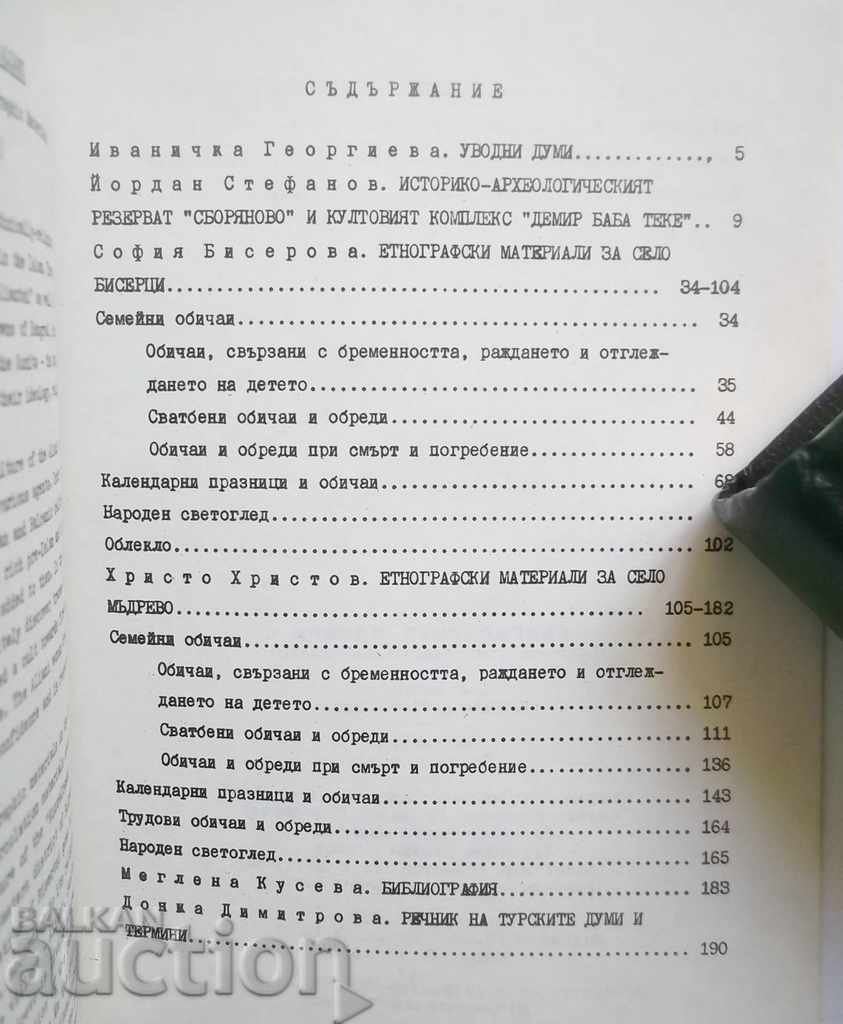 СЪДЪРЖАНИЕ
Иваничка Георгиева. УВОДНИ ДУМИ.............., 5
Йордан Стефанов. ИСТОРИКО-АРХЕОЛОГИЧЕСКИЯТ
РЕЗЕРВАТ "СБОРЯНОВО" И КУЛТОВИЯТ КОМПЛЕКС "ДЕМИР БАБА ТЕКЕ".. 9
София Бисерова. ЕТНОГРАФСКИ МАТЕРИАЛИ ЗА СЕЛО
БИСЕРЦИ.................................................. 34-104
Семейни обичаи................................................ 34
Обичаи, свързани с бременността, раждането и отглеж-
дането на детето....................................... 35
Сватбени обичаи и обреди............................... 44
Обичаи и обреди при смърт и погребение................. 58
Календарни празници и обичаи.................................. 68
Народен светоглед...........................................
Облекло....................................................... 102
Христо Христов. ЕТНОГРАФСКИ МАТЕРИАЛИ ЗА СЕЛО
МЪДРЕВО.................................................. 105-182
Семейни обичаи................................................ 105
Обичаи, свързани с бременността, раждането и отглеж-
дането на детето....................................... 107
Сватбени обичаи и обреди............................... 111
Обичаи и обреди при смърт и погребение................. 136
Календарни празници и обичаи.................................. 143
Трудови обичаи и обреди....................................... 164
Народен светоглед............................................. 165
Меглена Кусева. БИБЛИОГРАФИЯ.................... 183
Донка Димитрова. РЕЧНИК НА ТУРСКИТЕ ДУМИ И
ТЕРМИНИ....................................................... 190
BALKAN
auction